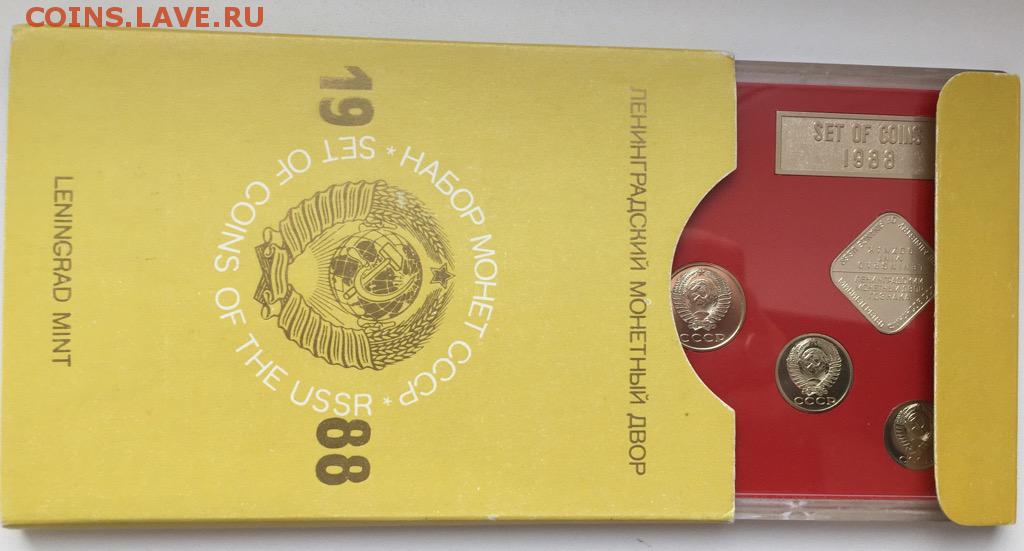 COINS.LAVE.RU
ЛЕНИНГРАДСКИЙ МОНЕТНЫЙ ДВОР
19
НАБОР МОНЕТ СССР * SET OF COINS OF THE USSR *
88
LENINGRAD MINT
SET OF COINS
1988
СССР
СССР